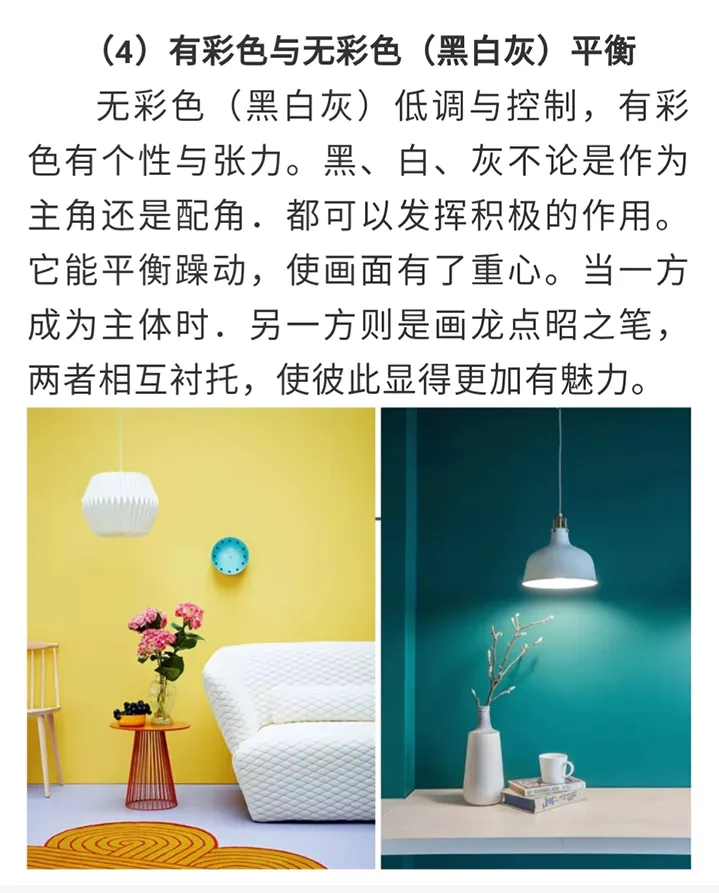 （4）有彩色与无彩色（黑白灰）平衡
无彩色（黑白灰）低调与控制，有彩
色有个性与张力。黑、白、灰不论是作为
主角还是配角．都可以发挥积极的作用。
它能平衡躁动，使画面有了重心。当一方
成为主体时．另一方则是画龙点昭之笔，
两者相互衬托，使彼此显得更加有魅力。